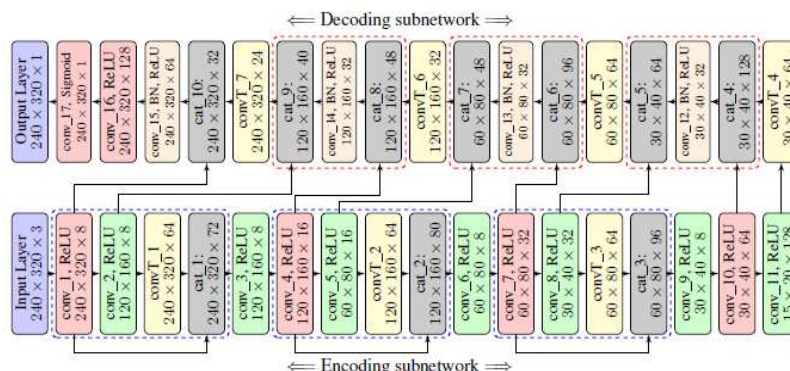 ⟸ Decoding subnetwork ⟹
Output Layer
240 × 320 × 1
conv_17, Sigmoid
240 × 320 × 1
conv_16, ReLU
240 × 320 × 128
conv_15, BN, ReLU
240 × 320 × 64
cat_10:
240 × 320 × 32
convT_7
240 × 320 × 24
cat_9:
120 × 160 × 40
conv_14, BN, ReLU
120 × 160 × 32
cat_8:
120 × 160 × 48
convT_6
120 × 160 × 32
cat_7:
60 × 80 × 48
conv_13, BN, ReLU
60 × 80 × 32
cat_6:
60 × 80 × 96
convT_5
60 × 80 × 64
cat_5:
30 × 40 × 64
conv_12, BN, ReLU
30 × 40 × 32
cat_4:
30 × 40 × 128
convT_4
30 × 40 × 64
Input Layer
240 × 320 × 3
conv_1, ReLU
240 × 320 × 8
conv_2, ReLU
120 × 160 × 8
convT_1
240 × 320 × 64
cat_1:
240 × 320 × 72
conv_3, ReLU
120 × 160 × 8
conv_4, ReLU
120 × 160 × 16
conv_5, ReLU
60 × 80 × 16
convT_2
120 × 160 × 64
cat_2:
120 × 160 × 80
conv_6, ReLU
60 × 80 × 8
conv_7, ReLU
60 × 80 × 32
conv_8, ReLU
30 × 40 × 32
convT_3
60 × 80 × 64
cat_3:
60 × 80 × 96
conv_9, ReLU
30 × 40 × 8
conv_10, ReLU
30 × 40 × 64
conv_11, ReLU
15 × 20 × 128
⟸ Encoding subnetwork ⟹